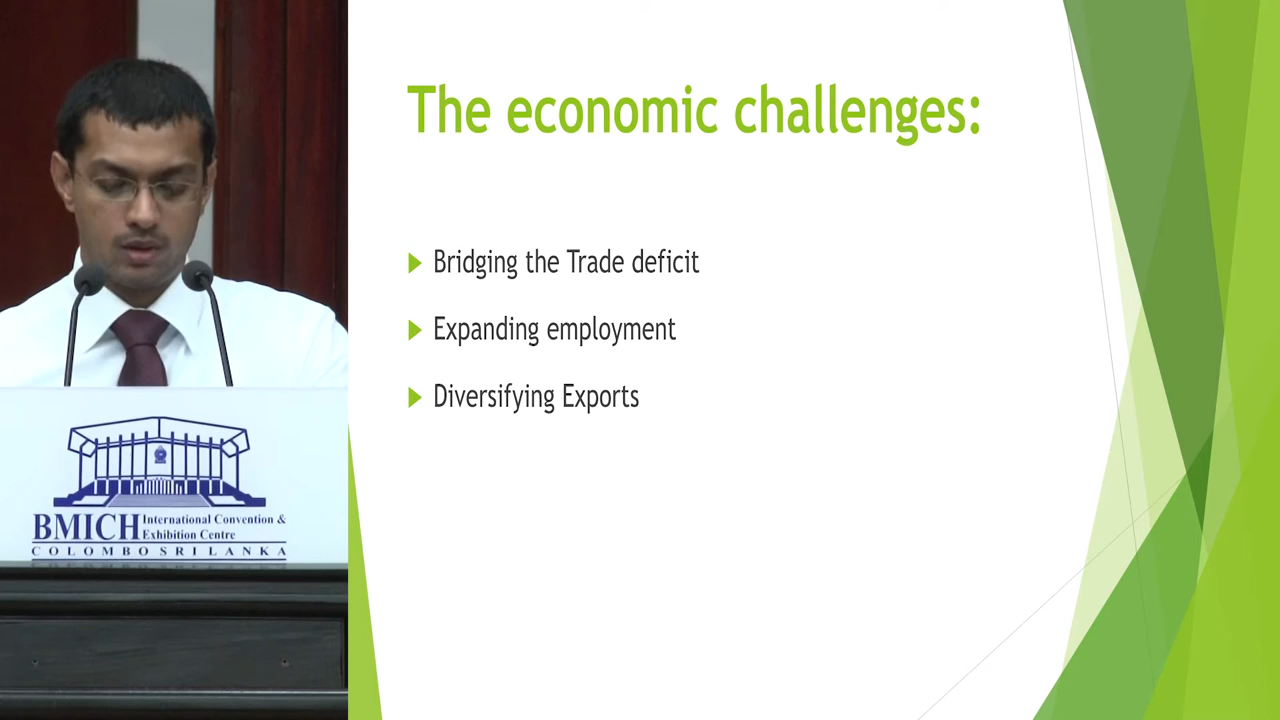 The economic challenges:
Bridging the Trade deficit
Expanding employment
Diversifying Exports
BMICH International Convention &
Exhibition Centre
COLOMBO SRI LANKA